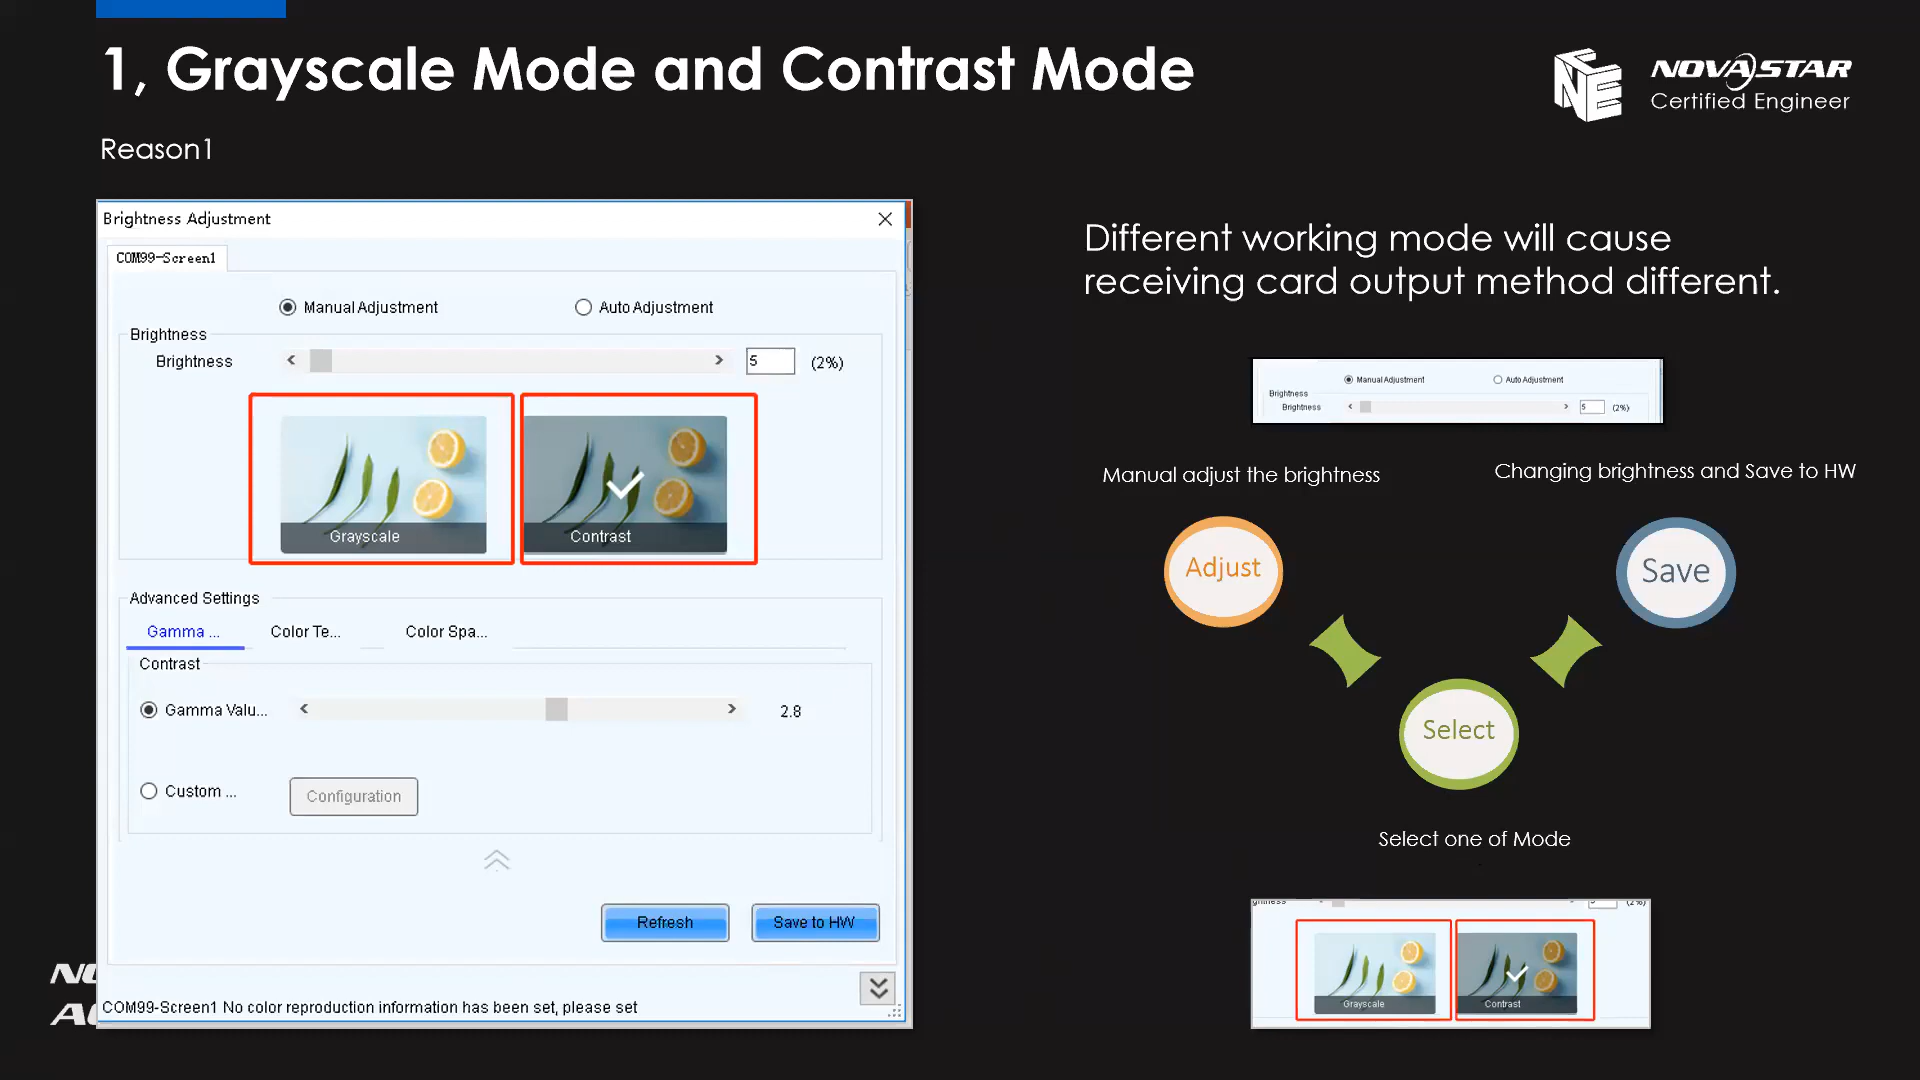 1, Grayscale Mode and Contrast Mode
NOVASTAR
Certified Engineer
NE
Reason1
Brightness Adjustment
COM99-Screen1
Manual Adjustment
Auto Adjustment
Brightness
Brightness
5
(2%)
Grayscale
Contrast
Advanced Settings
Gamma ...
Color Te...
Color Spa...
Contrast
Gamma Valu...
2.8
Custom ...
Configuration
Refresh
Save to HW
COM99-Screen1 No color reproduction information has been set, please set
Different working mode will cause
receiving card output method different.
Manual Adjustment
Auto Adjustment
Brightness
Brightness
5
(2%)
Manual adjust the brightness
Changing brightness and Save to HW
Adjust
Save
Select
Select one of Mode
Grayscale
Contrast